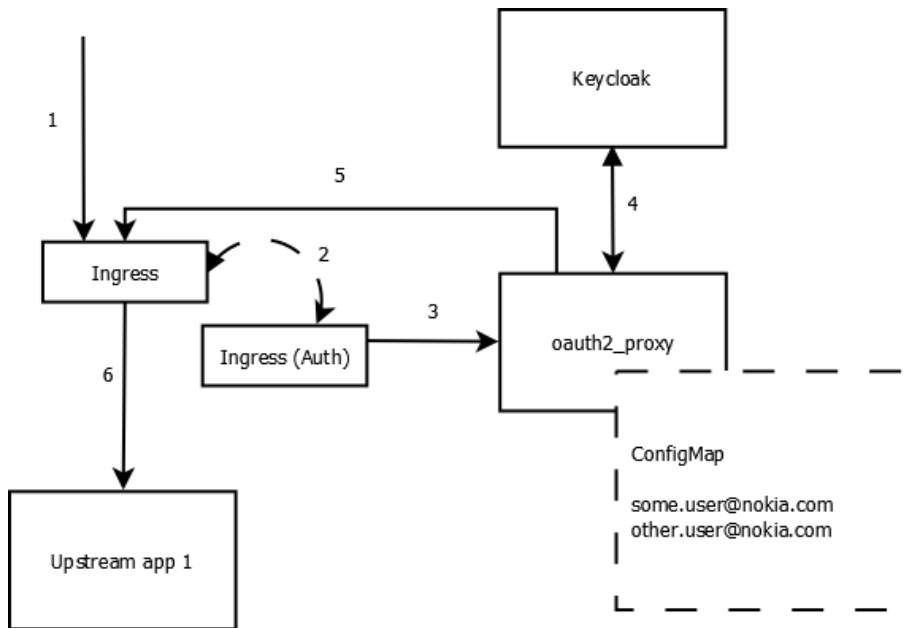 Keycloak
1
5
4
2
Ingress
3
Ingress (Auth)
oauth2_proxy
6
ConfigMap
some.user@nokia.com
other.user@nokia.com
Upstream app 1